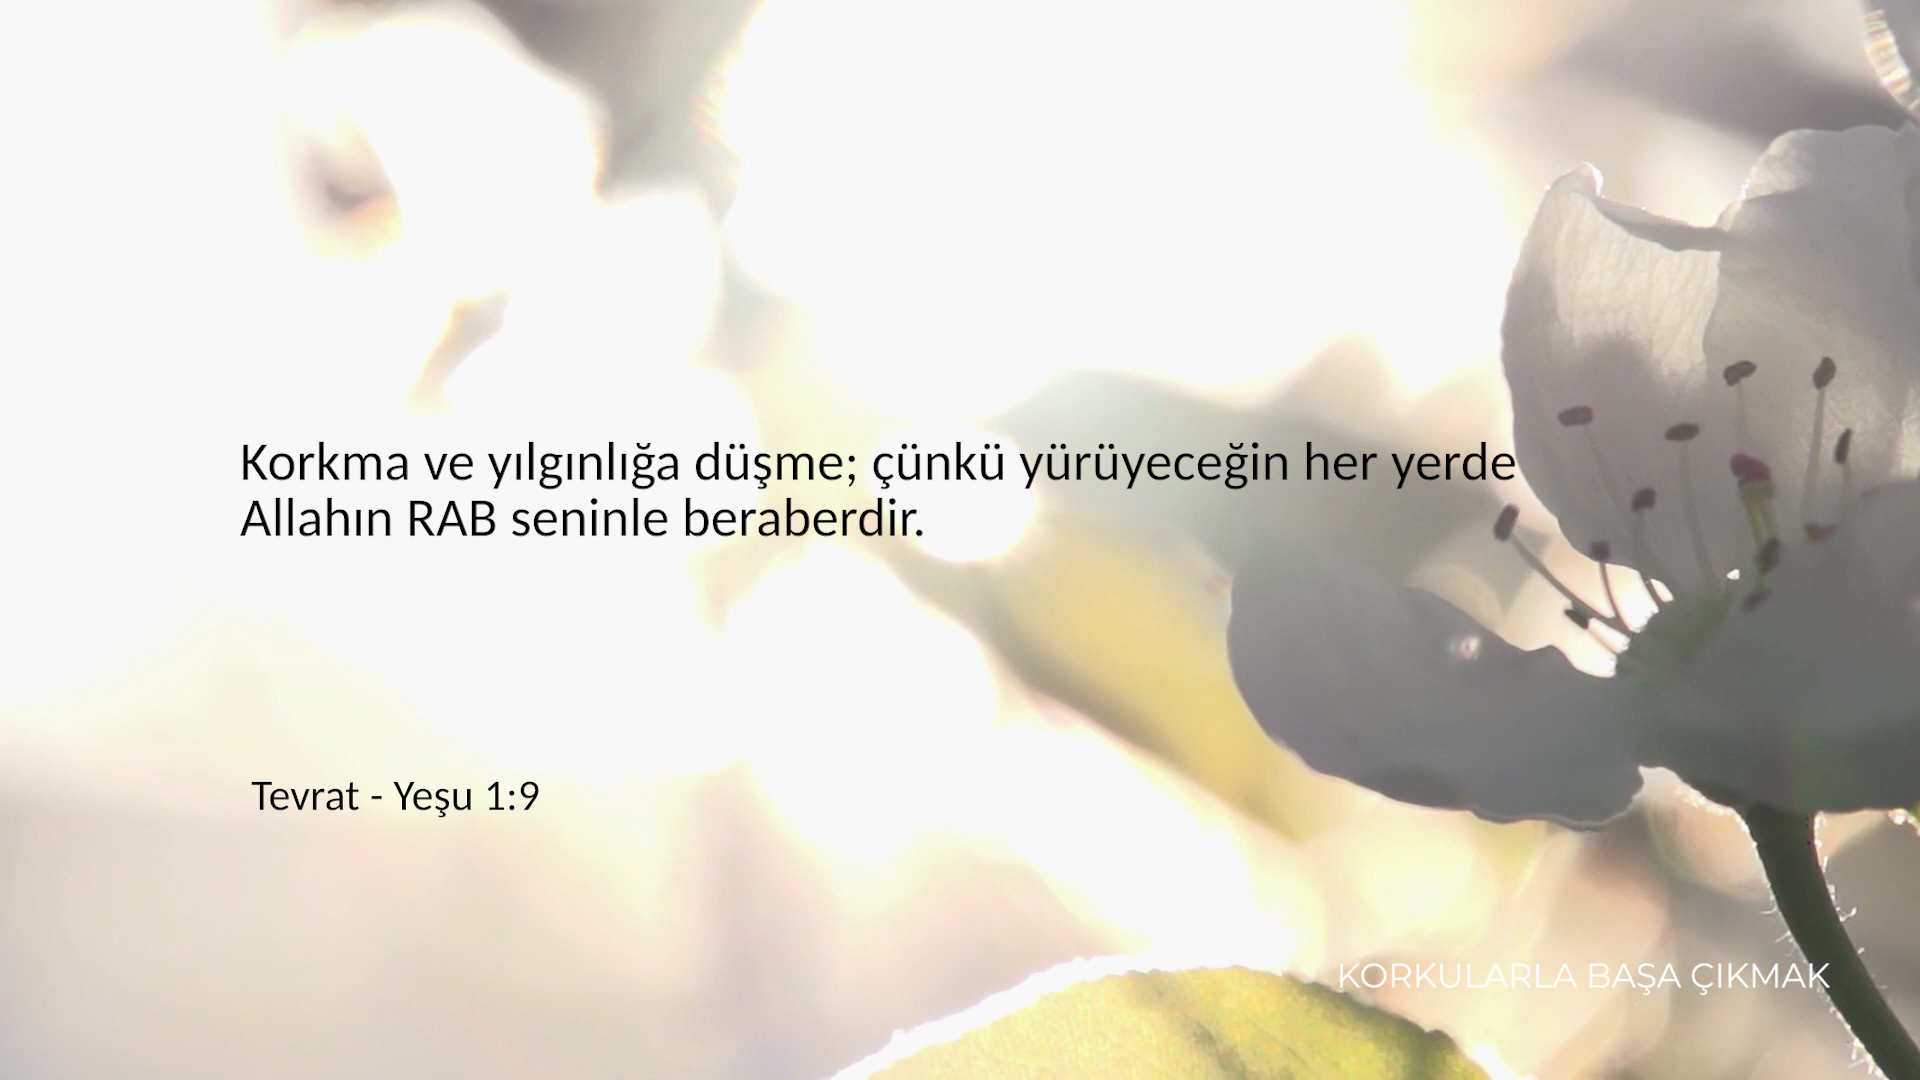 Korkma ve yılgınlığa düşme; çünkü yürüyeceğin her yerde
Allahın RAB seninle beraberdir.
Tevrat - Yeşu 1:9
KORKULARLA BAŞA ÇIKMAK